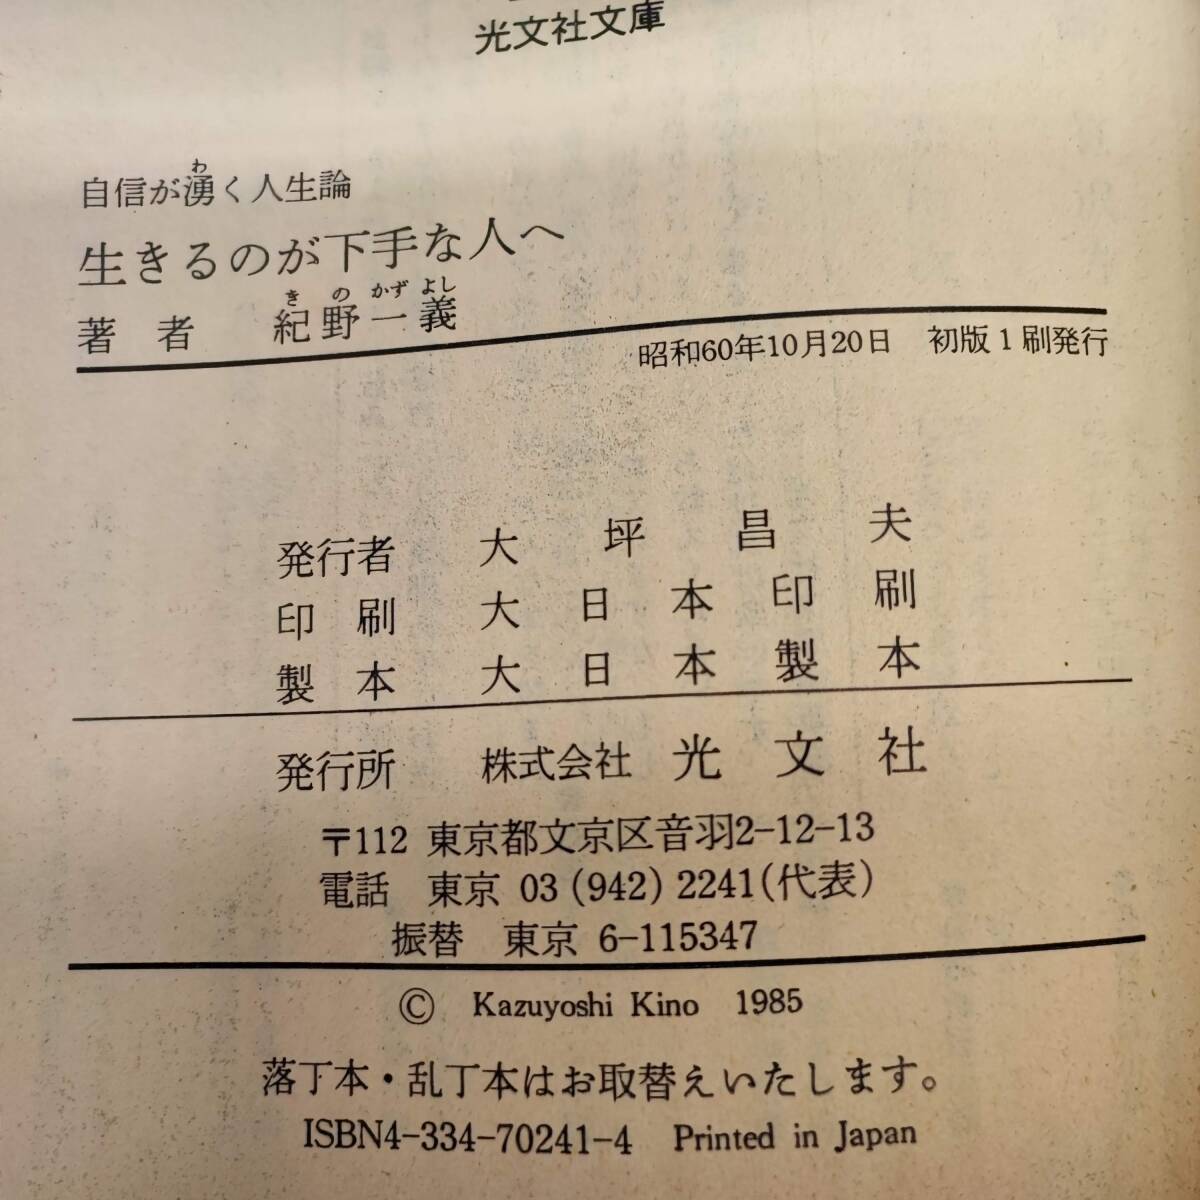 光文社文庫
自信が湧く人生論
わ
生きるのが下手な人へ
著者 紀野一義
き の かず よし
昭和60年10月20日 初版1刷発行
発行者 大坪昌夫
印刷 大日本印刷
製本 大日本製本
発行所 株式会社 光文社
〒112 東京都文京区音羽2-12-13
電話 東京 03(942)2241(代表)
振替 東京 6-115347
© Kazuyoshi Kino 1985
落丁本・乱丁本はお取替えいたします。
ISBN4-334-70241-4 Printed in Japan